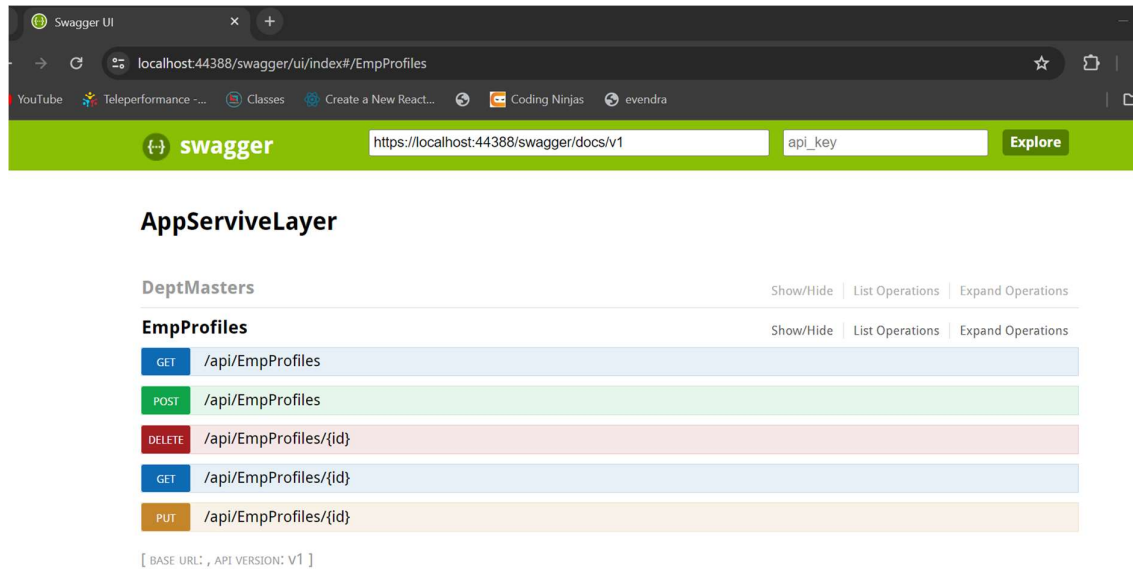 Swagger UI
localhost:44388/swagger/ui/index#/EmpProfiles
YouTube Teleperformance -... Classes Create a New React... Coding Ninjas evendra
swagger https://localhost:44388/swagger/docs/v1 api_key Explore
AppServiveLayer
DeptMasters Show/Hide List Operations Expand Operations
EmpProfiles Show/Hide List Operations Expand Operations
GET /api/EmpProfiles
POST /api/EmpProfiles
DELETE /api/EmpProfiles/{id}
GET /api/EmpProfiles/{id}
PUT /api/EmpProfiles/{id}
[ BASE URL: , API VERSION: V1 ]